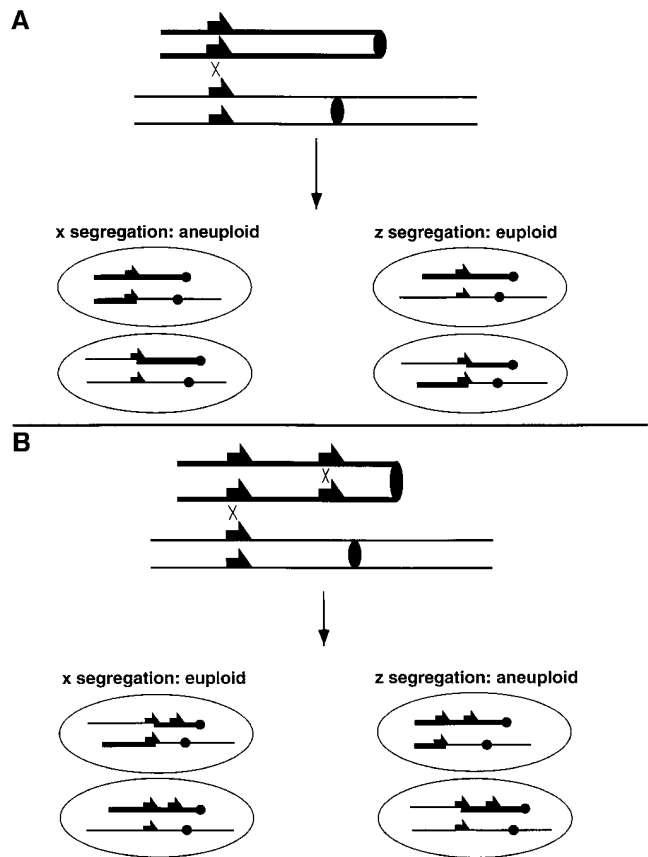 A
X
x segregation: aneuploid z segregation: euploid
B
X
X
x segregation: euploid z segregation: aneuploid